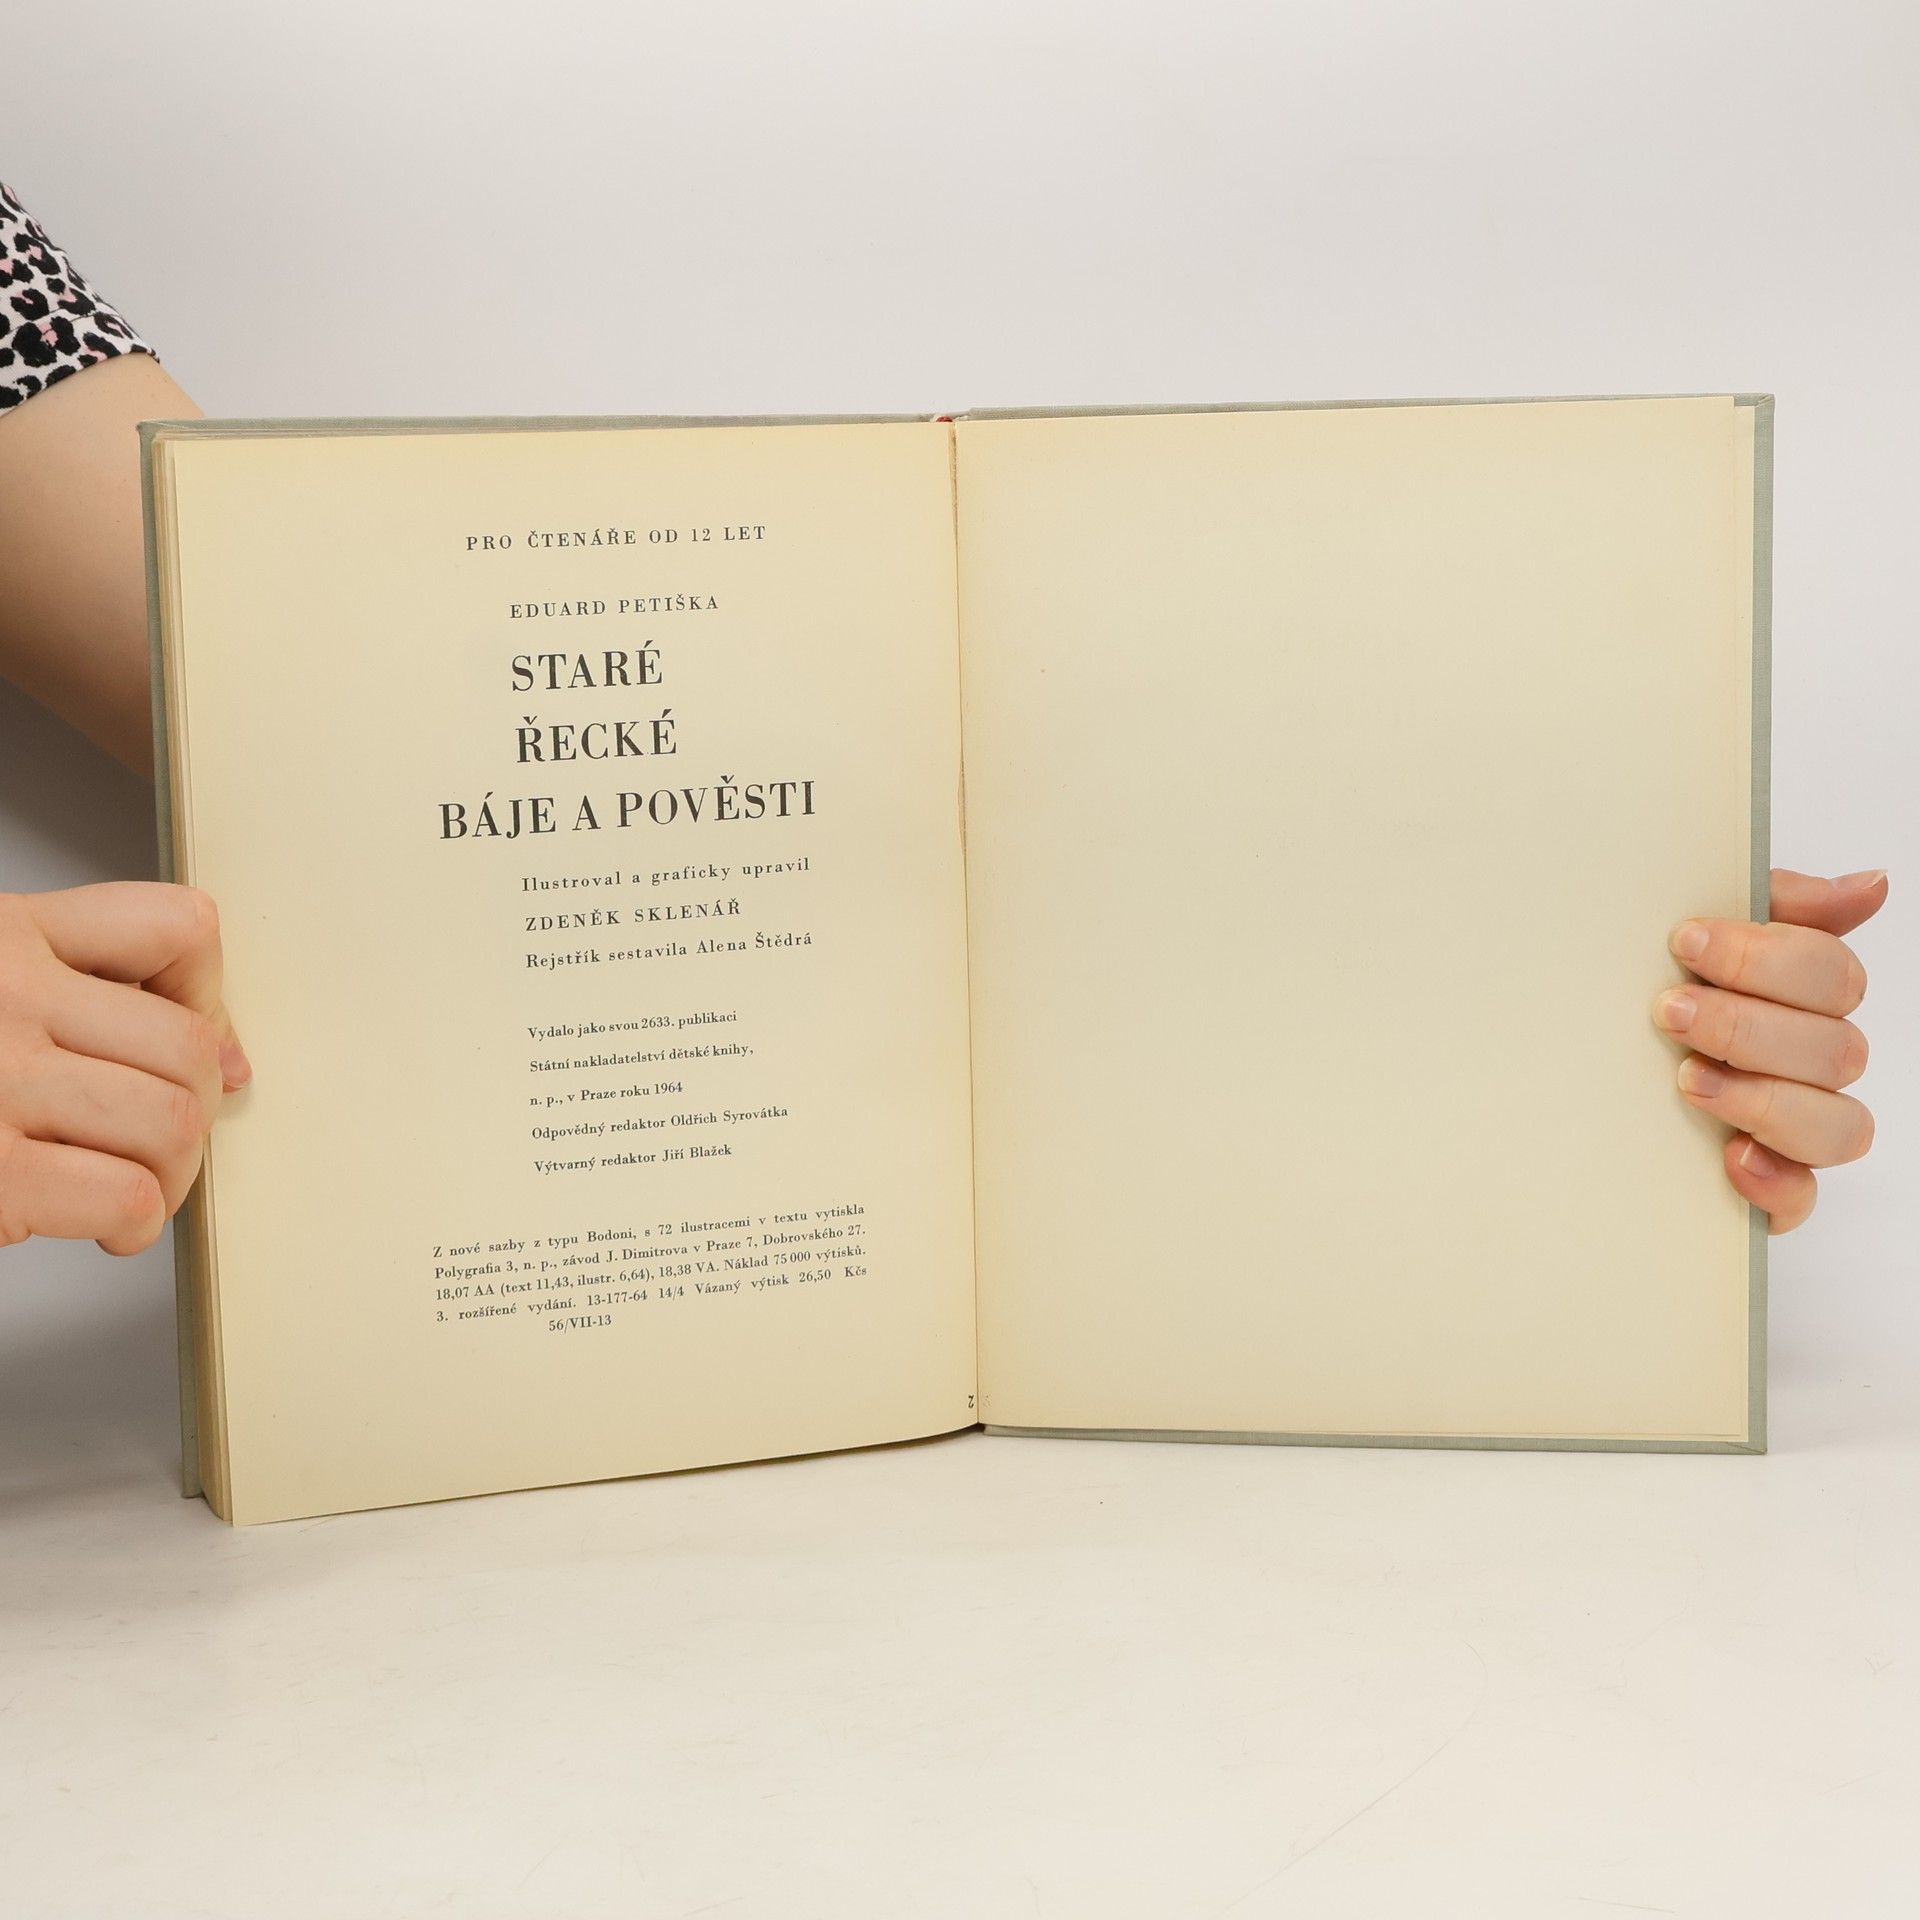 PRO ČTENÁŘE OD 12 LET
EDUARD PETIŠKA
STARÉ
ŘECKÉ
BÁJE A POVĚSTI
Ilustroval a graficky upravil
ZDENĚK SKLENÁŘ
Rejstřík sestavila Alena Štědrá
Vydalo jako svou 2633. publikaci
Státní nakladatelství dětské knihy,
n. p., v Praze roku 1964
Odpovědný redaktor Oldřich Syrovátka
Výtvarný redaktor Jiří Blažek
Z nové sazby z typu Bodoni, s 72 ilustracemi v textu vytiskla
Polygrafia 3, n. p., závod J. Dimitrova v Praze 7, Dobrovského 27.
18,07 AA (text 11,43, ilustr. 6,64), 18,38 VA. Náklad 75 000 výtisků.
3. rozšířené vydání. 13-177-64 14/4 Vázaný výtisk 26,50 Kčs
56/VII-13